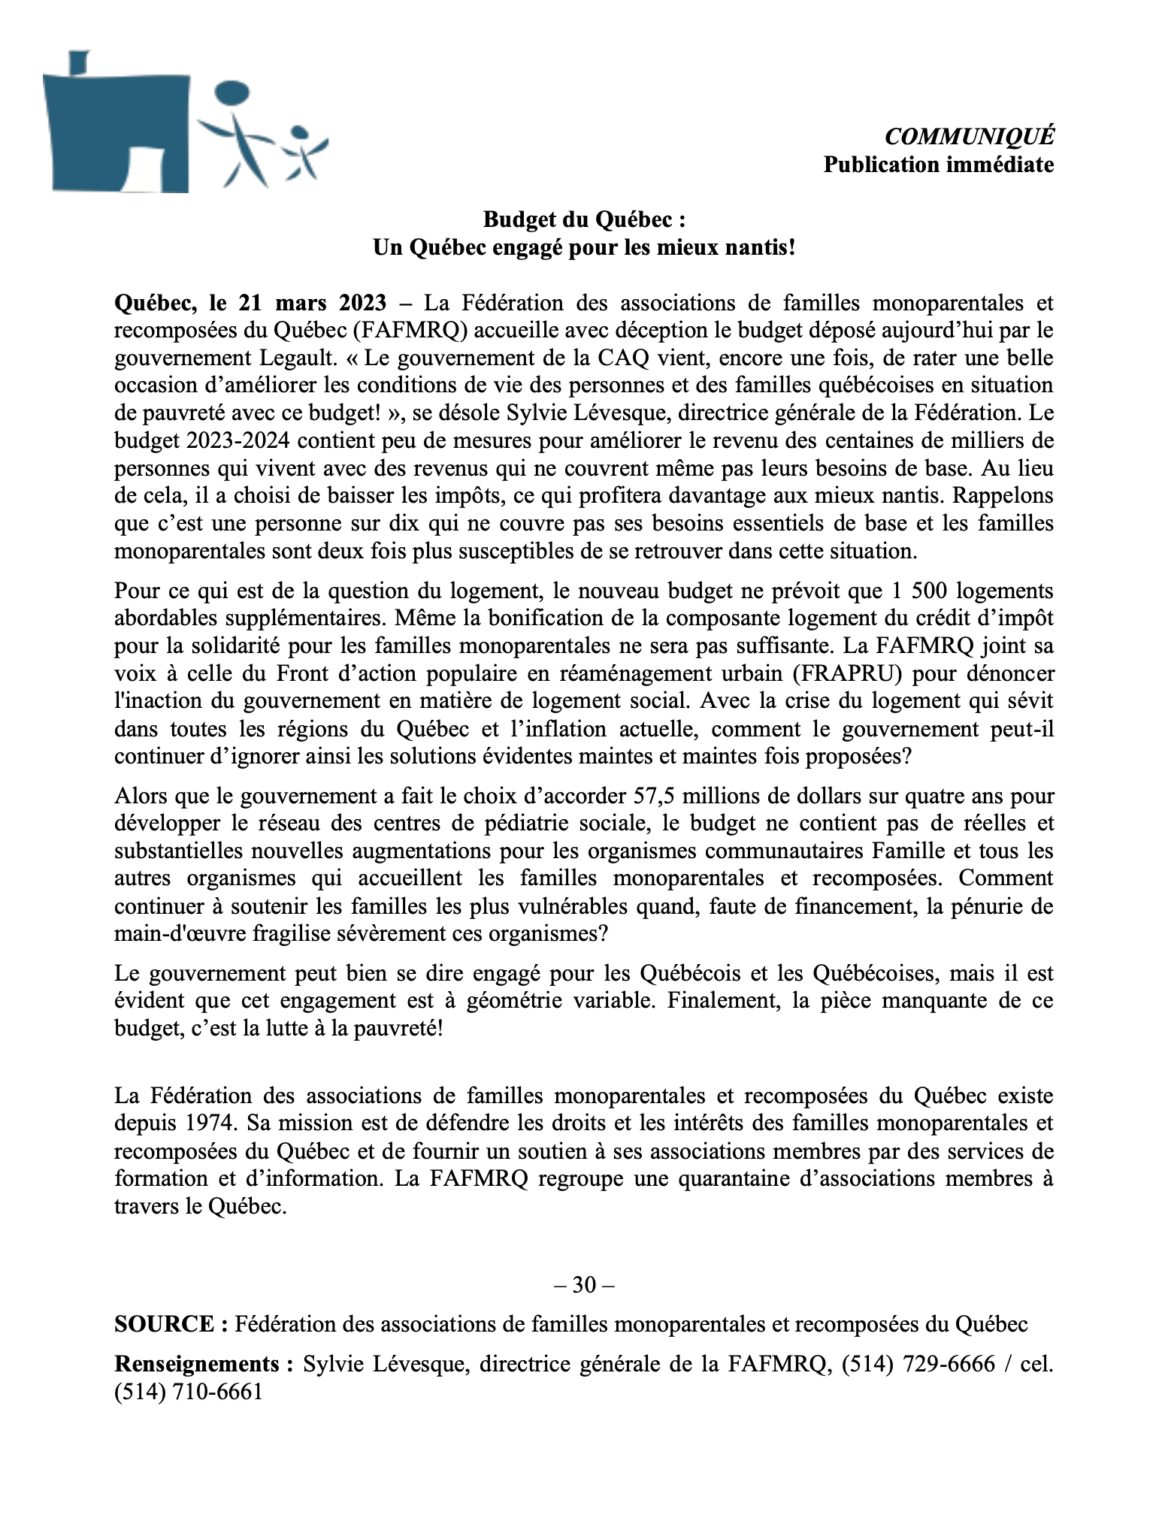 COMMUNIQUÉ
Publication immédiate
Budget du Québec :
Un Québec engagé pour les mieux nantis!
Québec, le 21 mars 2023 – La Fédération des associations de familles monoparentales et
recomposées du Québec (FAFMRQ) accueille avec déception le budget déposé aujourd’hui par le
gouvernement Legault. « Le gouvernement de la CAQ vient, encore une fois, de rater une belle
occasion d’améliorer les conditions de vie des personnes et des familles québécoises en situation
de pauvreté avec ce budget! », se désole Sylvie Lévesque, directrice générale de la Fédération. Le
budget 2023-2024 contient peu de mesures pour améliorer le revenu des centaines de milliers de
personnes qui vivent avec des revenus qui ne couvrent même pas leurs besoins de base. Au lieu
de cela, il a choisi de baisser les impôts, ce qui profitera davantage aux mieux nantis. Rappelons
que c’est une personne sur dix qui ne couvre pas ses besoins essentiels de base et les familles
monoparentales sont deux fois plus susceptibles de se retrouver dans cette situation.
Pour ce qui est de la question du logement, le nouveau budget ne prévoit que 1 500 logements
abordables supplémentaires. Même la bonification de la composante logement du crédit d’impôt
pour la solidarité pour les familles monoparentales ne sera pas suffisante. La FAFMRQ joint sa
voix à celle du Front d’action populaire en réaménagement urbain (FRAPRU) pour dénoncer
l'inaction du gouvernement en matière de logement social. Avec la crise du logement qui sévit
dans toutes les régions du Québec et l’inflation actuelle, comment le gouvernement peut-il
continuer d’ignorer ainsi les solutions évidentes maintes et maintes fois proposées?
Alors que le gouvernement a fait le choix d’accorder 57,5 millions de dollars sur quatre ans pour
développer le réseau des centres de pédiatrie sociale, le budget ne contient pas de réelles et
substantielles nouvelles augmentations pour les organismes communautaires Famille et tous les
autres organismes qui accueillent les familles monoparentales et recomposées. Comment
continuer à soutenir les familles les plus vulnérables quand, faute de financement, la pénurie de
main-d'œuvre fragilise sévèrement ces organismes?
Le gouvernement peut bien se dire engagé pour les Québécois et les Québécoises, mais il est
évident que cet engagement est à géométrie variable. Finalement, la pièce manquante de ce
budget, c’est la lutte à la pauvreté!
La Fédération des associations de familles monoparentales et recomposées du Québec existe
depuis 1974. Sa mission est de défendre les droits et les intérêts des familles monoparentales et
recomposées du Québec et de fournir un soutien à ses associations membres par des services de
formation et d’information. La FAFMRQ regroupe une quarantaine d’associations membres à
travers le Québec.
– 30 –
SOURCE : Fédération des associations de familles monoparentales et recomposées du Québec
Renseignements : Sylvie Lévesque, directrice générale de la FAFMRQ, (514) 729-6666 / cel.
(514) 710-6661